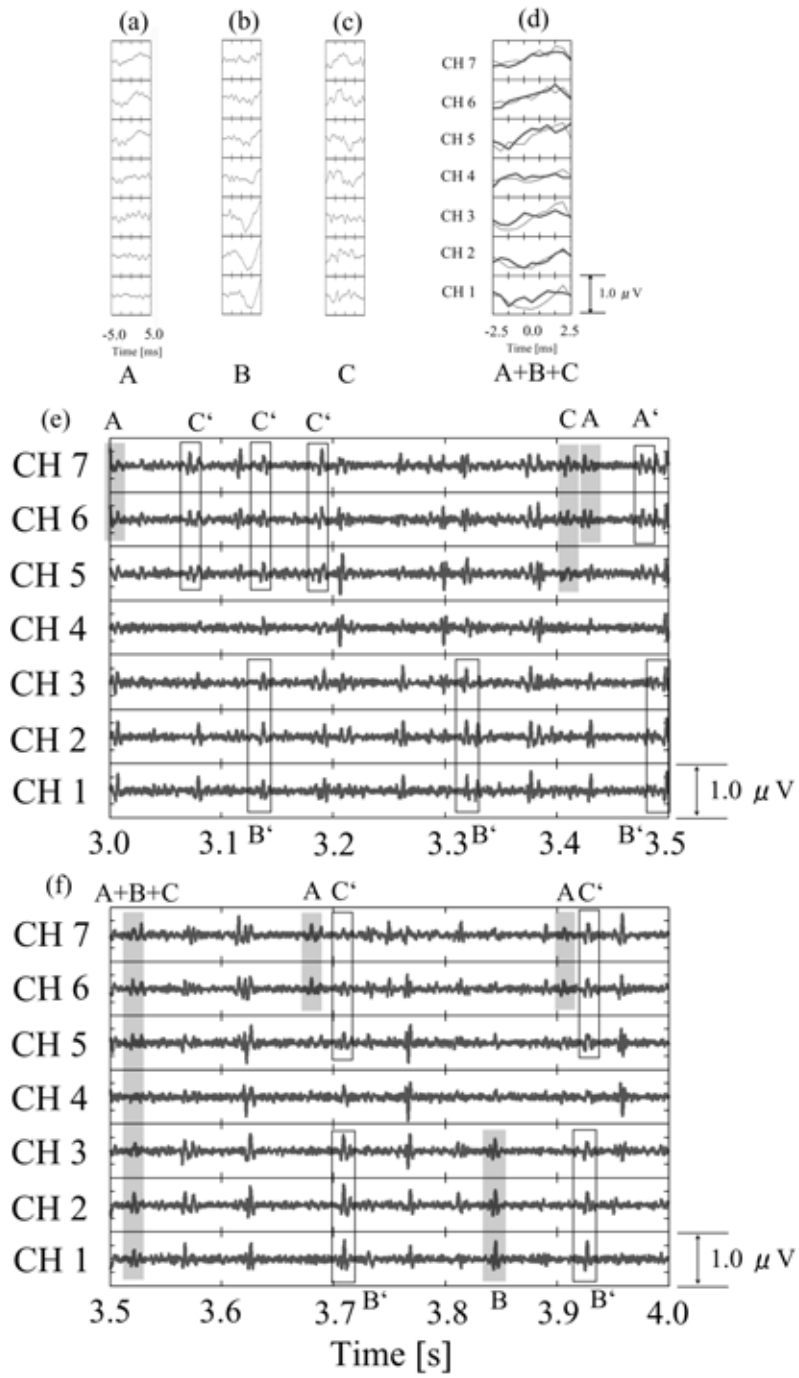 (a) (b) (c) (d)
CH 7
CH 6
CH 5
CH 4
CH 3
CH 2
CH 1
1.0 μV
-5.0 5.0 -2.5 0.0 2.5
Time [ms] Time [ms]
A B C A+B+C
(e) A C‘ C‘ C‘ C A A‘
CH 7
CH 6
CH 5
CH 4
CH 3
CH 2
CH 1
1.0 μV
3.0 3.1 B‘ 3.2 3.3 B‘ 3.4 B‘ 3.5
(f) A+B+C A C‘ A C‘
CH 7
CH 6
CH 5
CH 4
CH 3
CH 2
CH 1
1.0 μV
3.5 3.6 3.7 B‘ 3.8 B 3.9 B‘ 4.0
Time [s]